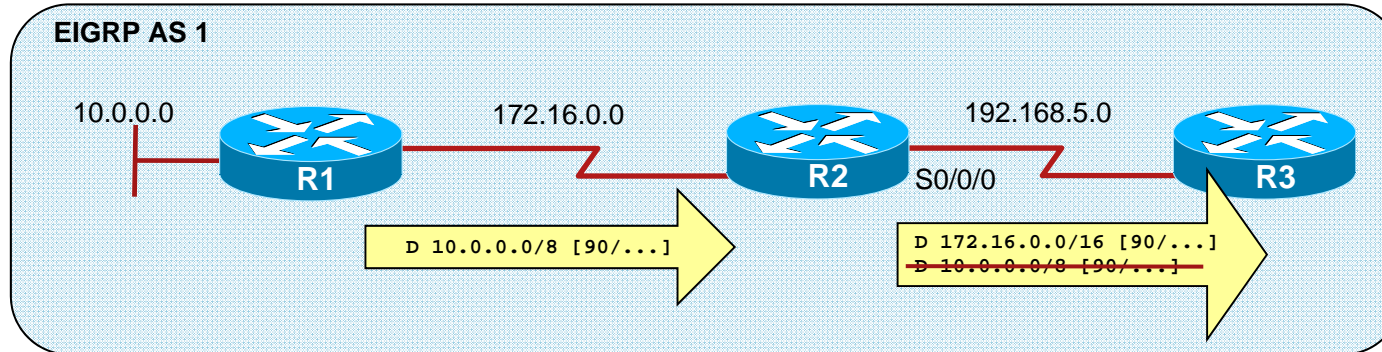 EIGRP AS 1
10.0.0.0
172.16.0.0
192.168.5.0
R1
R2
S0/0/0
R3
D 10.0.0.0/8 [90/...]
D 172.16.0.0/16 [90/...]
D 10.0.0.0/8 [90/...]